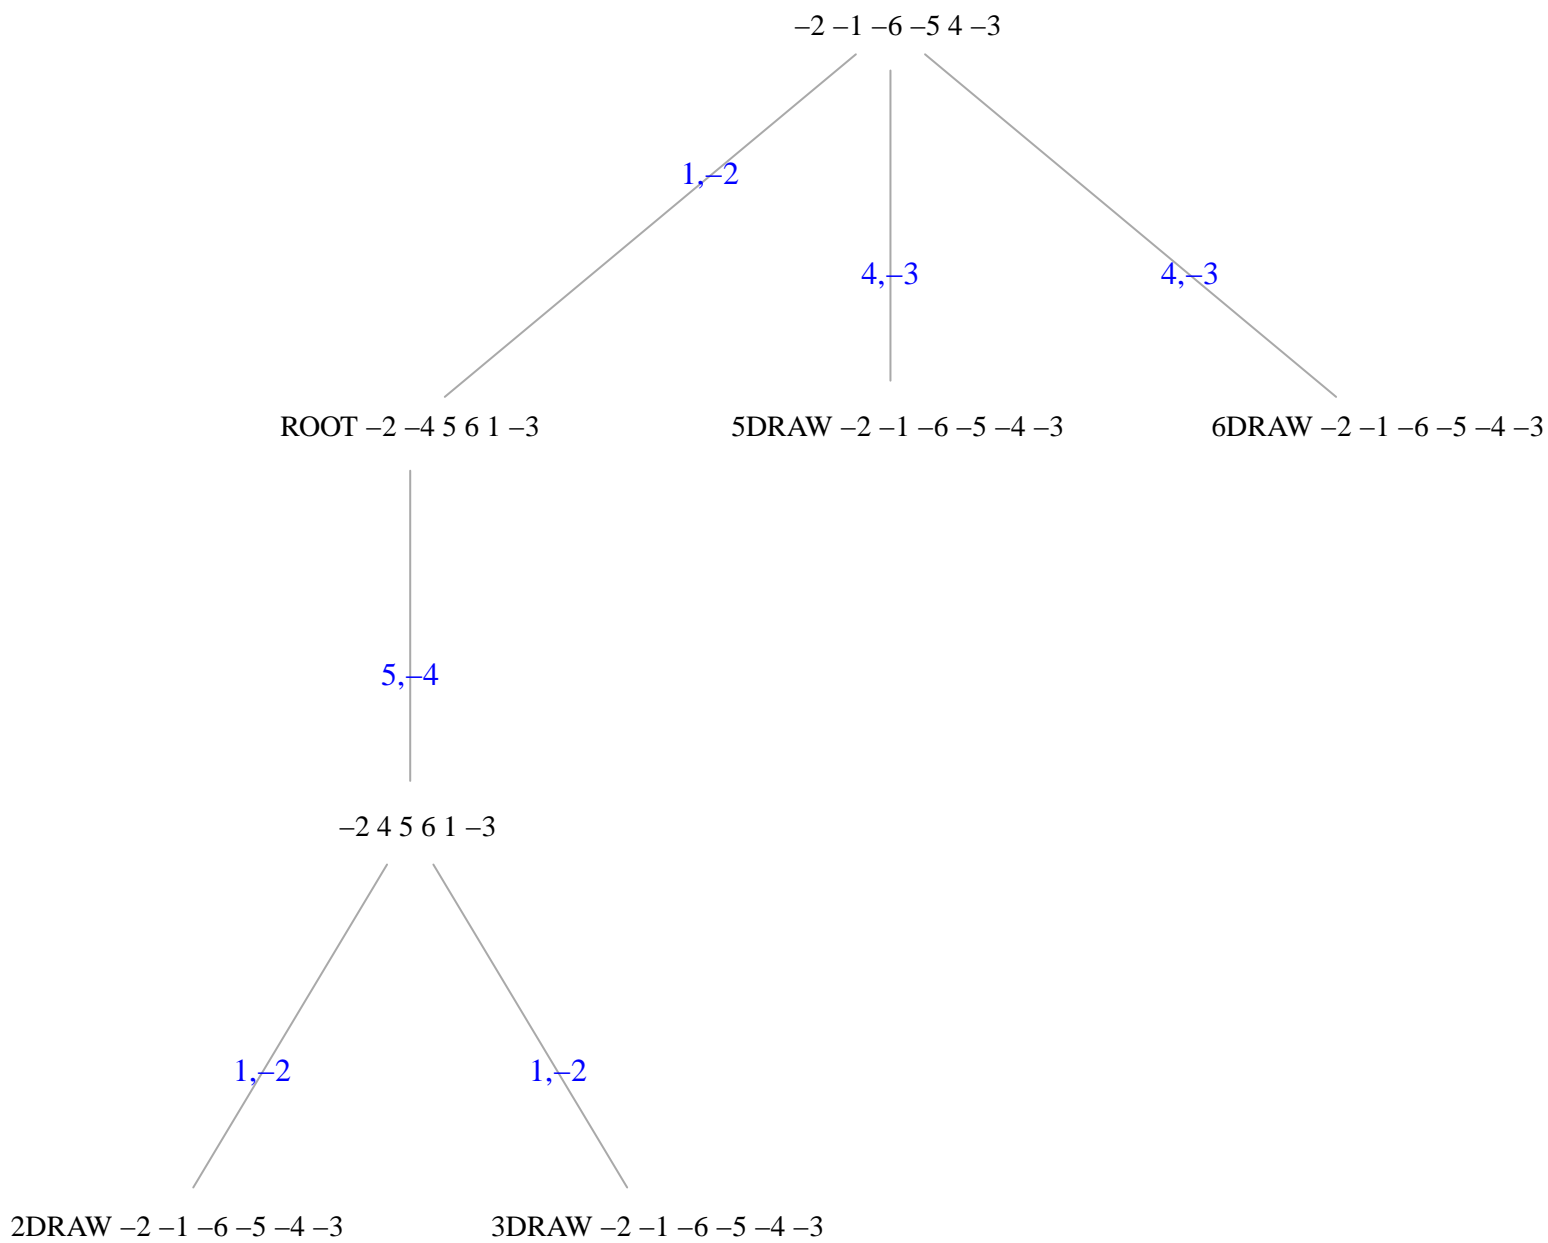 –2 –1 –6 –5 4 –3
1,–2
4,–3
4,–3
ROOT –2 –4 5 6 1 –3
5DRAW –2 –1 –6 –5 –4 –3
6DRAW –2 –1 –6 –5 –4 –3
5,–4
–2 4 5 6 1 –3
1,–2
1,–2
2DRAW –2 –1 –6 –5 –4 –3
3DRAW –2 –1 –6 –5 –4 –3